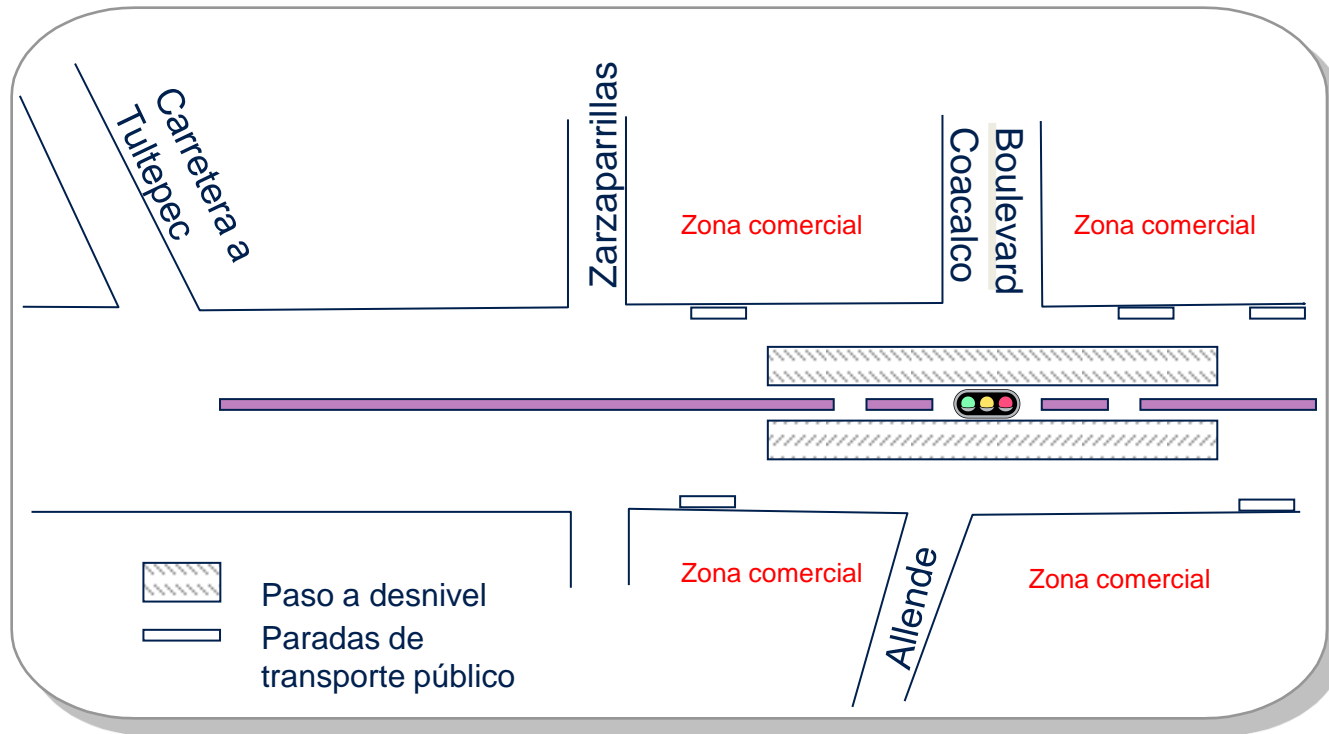 Carretera a
Tultepec
Zarzaparrillas
Boulevard
Coacalco
Zona comercial
Zona comercial
Zona comercial
Zona comercial
Allende
Paso a desnivel
Paradas de
transporte público